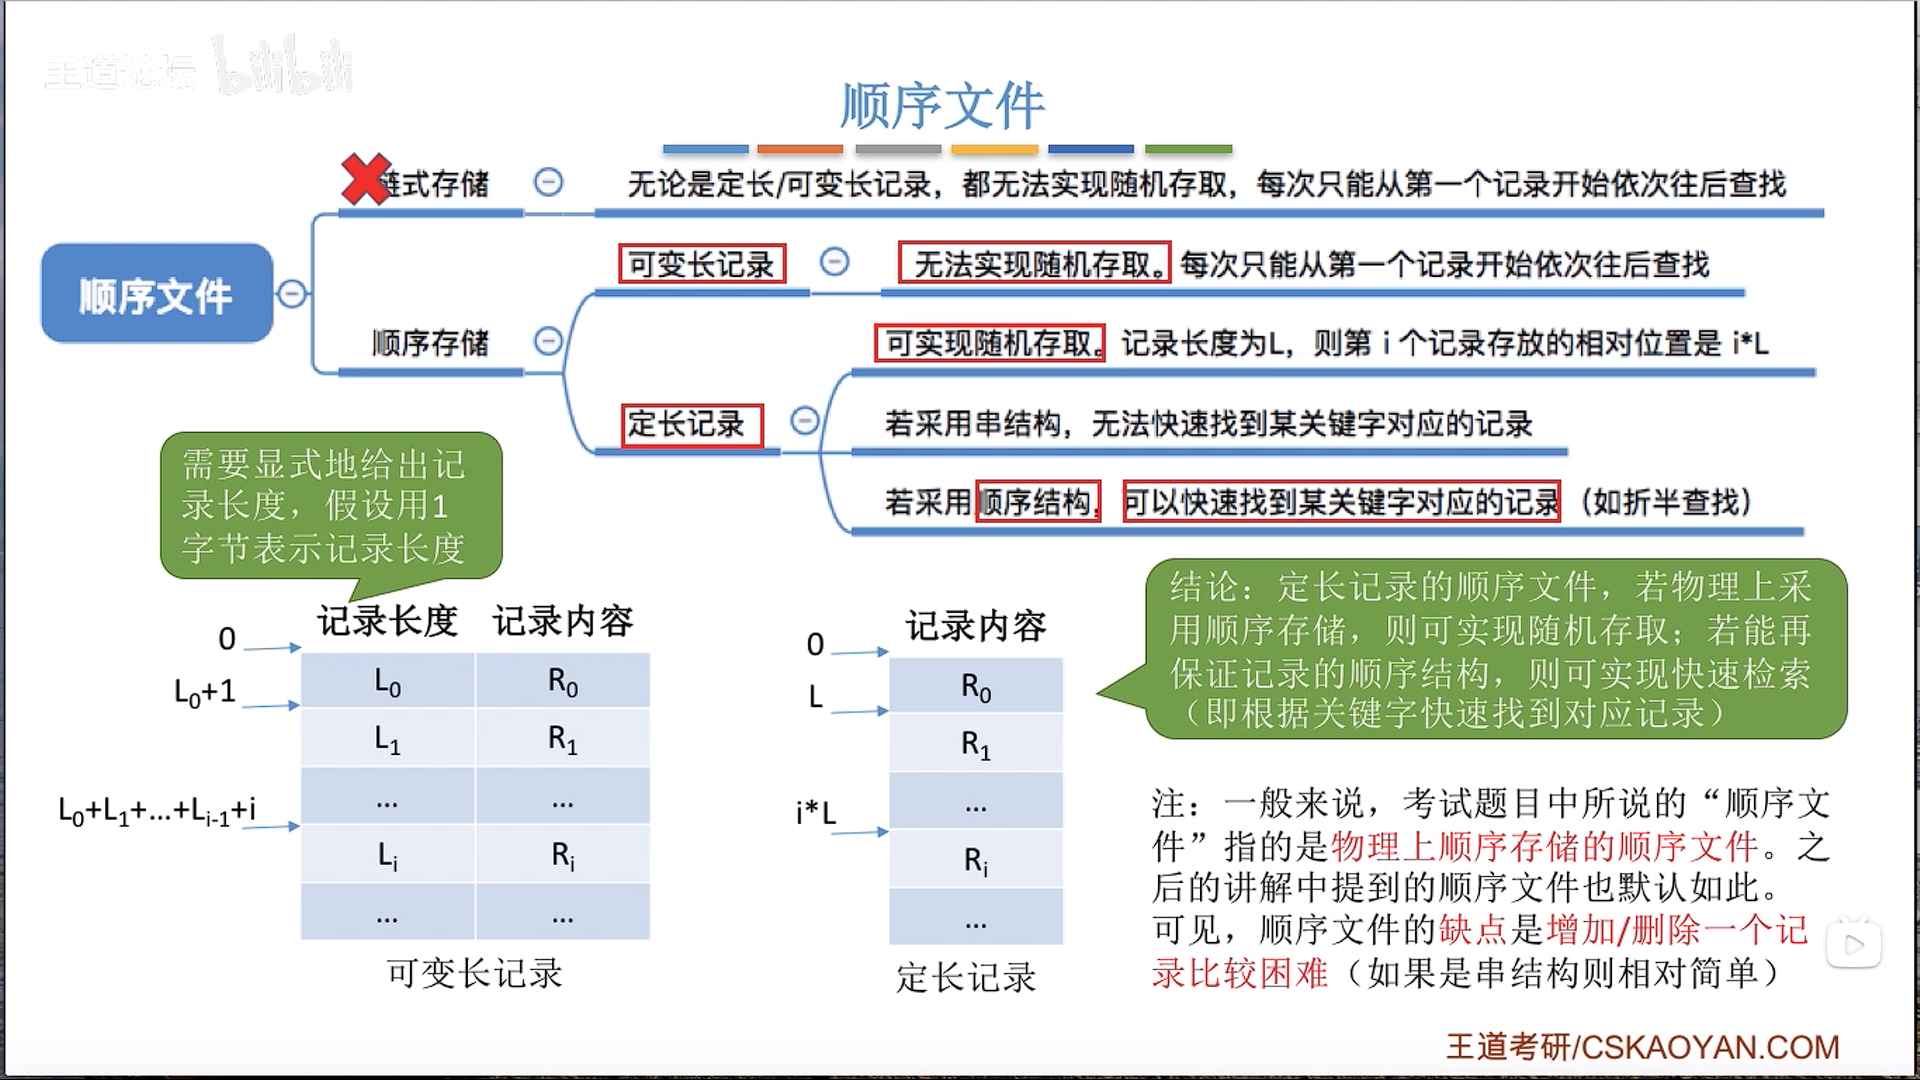 王道论坛 bilibili
顺序文件
链式存储
无论是定长/可变长记录，都无法实现随机存取，每次只能从第一个记录开始依次往后查找
顺序文件
可变长记录
无法实现随机存取。每次只能从第一个记录开始依次往后查找
顺序存储
可实现随机存取。记录长度为L，则第 i 个记录存放的相对位置是 i*L
定长记录
若采用串结构，无法快速找到某关键字对应的记录
若采用顺序结构，可以快速找到某关键字对应的记录（如折半查找）
需要显式地给出记
录长度，假设用1
字节表示记录长度
记录长度 记录内容
0
L0 R0
L0+1
L1 R1
... ...
L0+L1+...+Li-1+i
Li Ri
... ...
可变长记录
记录内容
0
R0
L
R1
...
i*L
Ri
...
定长记录
结论：定长记录的顺序文件，若物理上采
用顺序存储，则可实现随机存取；若能再
保证记录的顺序结构，则可实现快速检索
（即根据关键字快速找到对应记录）
注：一般来说，考试题目中所说的“顺序文
件”指的是物理上顺序存储的顺序文件。之
后的讲解中提到的顺序文件也默认如此。
可见，顺序文件的缺点是增加/删除一个记
录比较困难（如果是串结构则相对简单）
王道考研/CSKAOYAN.COM